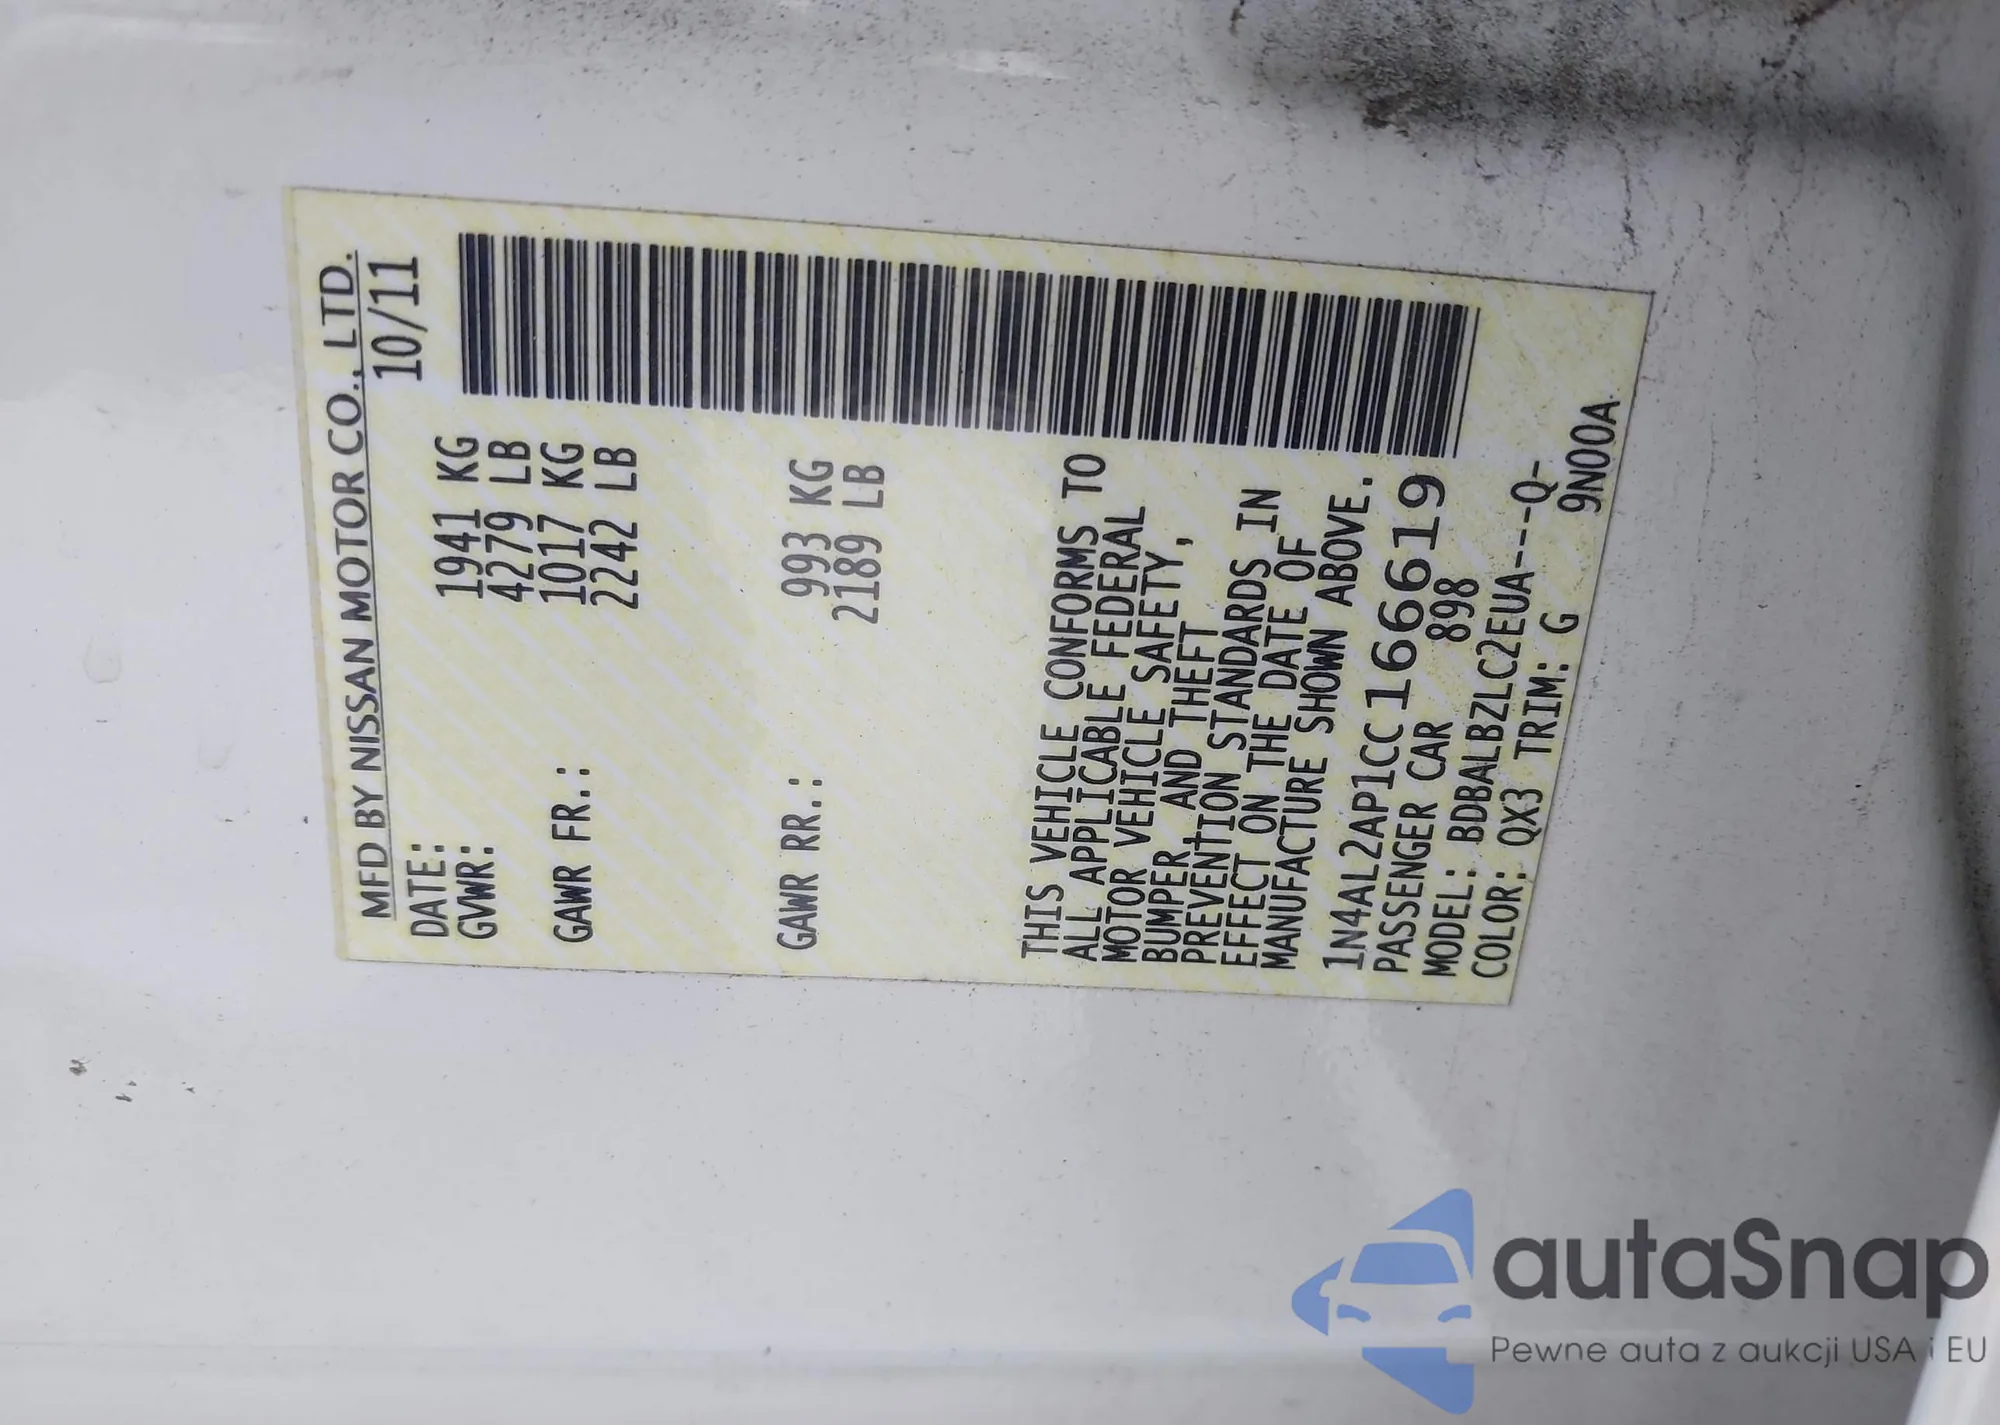 MFD BY NISSAN MOTOR CO., LTD.
DATE: 10/11
GVWR: 1941 KG
4279 LB
GAWR FR.: 1017 KG
2242 LB
GAWR RR.: 993 KG
2189 LB
THIS VEHICLE CONFORMS TO
ALL APPLICABLE FEDERAL
MOTOR VEHICLE SAFETY,
BUMPER, AND THEFT
PREVENTION STANDARDS IN
EFFECT ON THE DATE OF
MANUFACTURE SHOWN ABOVE.
1N4AL2AP1CC166619
PASSENGER CAR 898
MODEL: BDBALBZLC2EUA---Q-
COLOR: QX3 TRIM: G 9N00A
autaSnap
Pewne auta z aukcji USA i EU